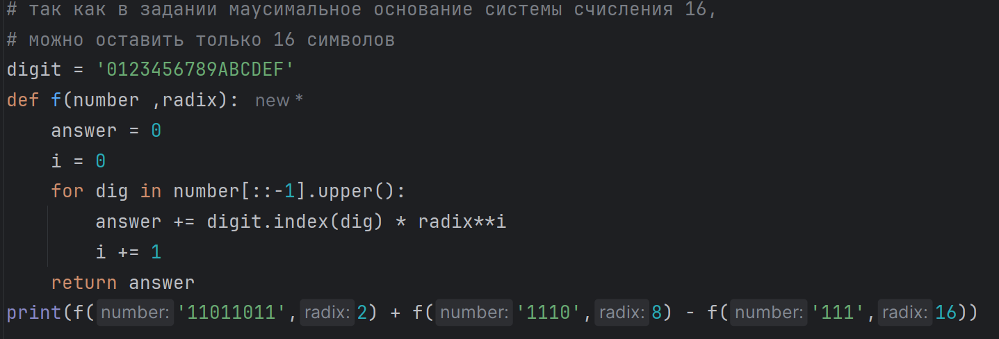 # так как в задании маусимальное основание системы счисления 16,
# можно оставить только 16 символов
digit = '0123456789ABCDEF'
def f(number ,radix): new *
    answer = 0
    i = 0
    for dig in number[::-1].upper():
        answer += digit.index(dig) * radix**i
        i += 1
    return answer
print(f( number: '11011011', radix: 2) + f( number: '1110', radix: 8) - f( number: '111', radix: 16))